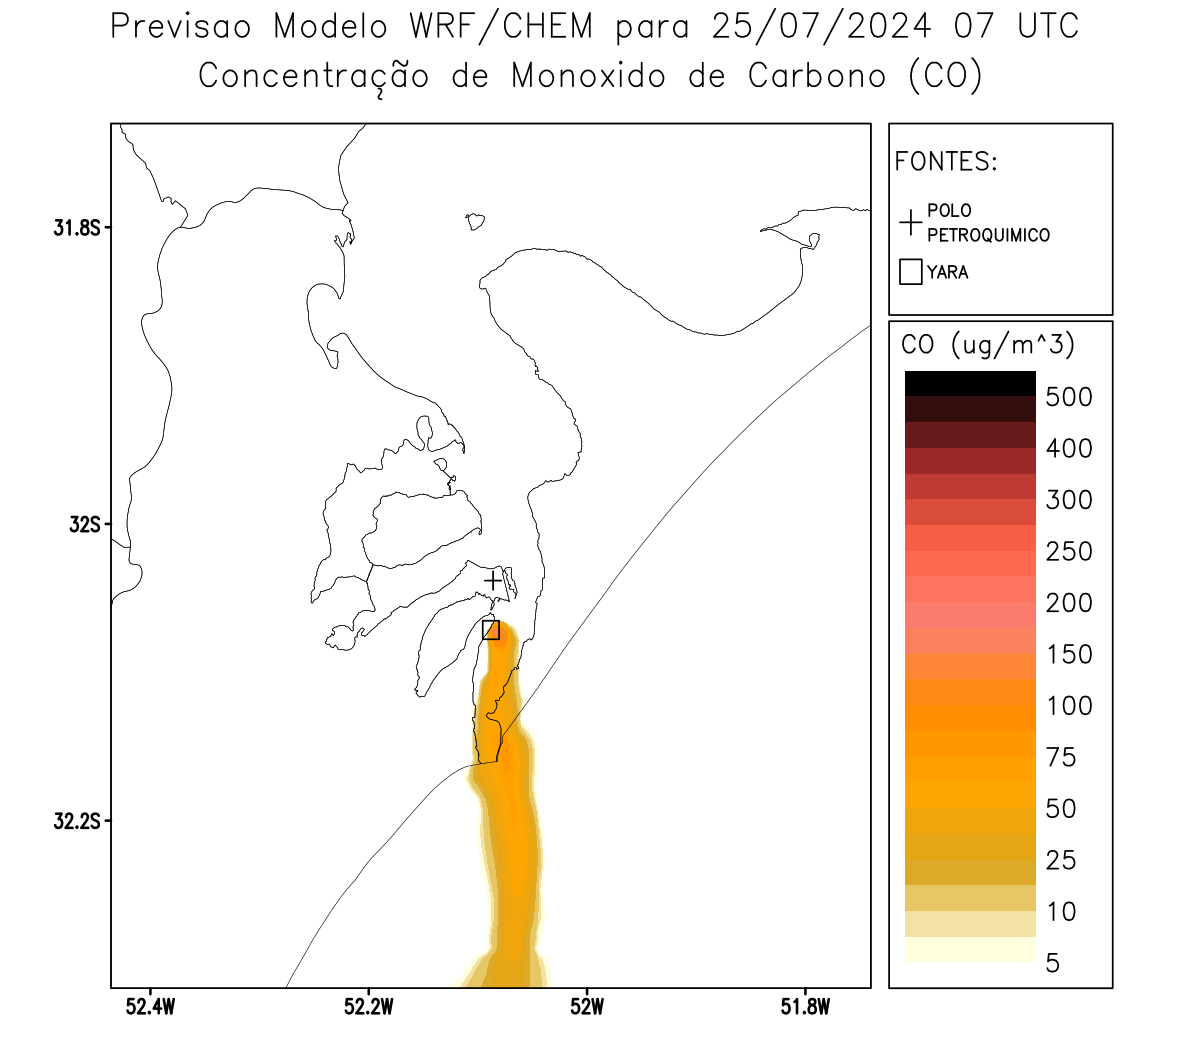 Previsao Modelo WRF/CHEM para 25/07/2024 07 UTC
Concentração de Monoxido de Carbono (CO)
FONTES:
POLO
PETROQUIMICO
YARA
CO (ug/m^3)
500
400
300
250
200
150
100
75
50
25
10
5
31.8S
32S
32.2S
52.4W 52.2W 52W 51.8W